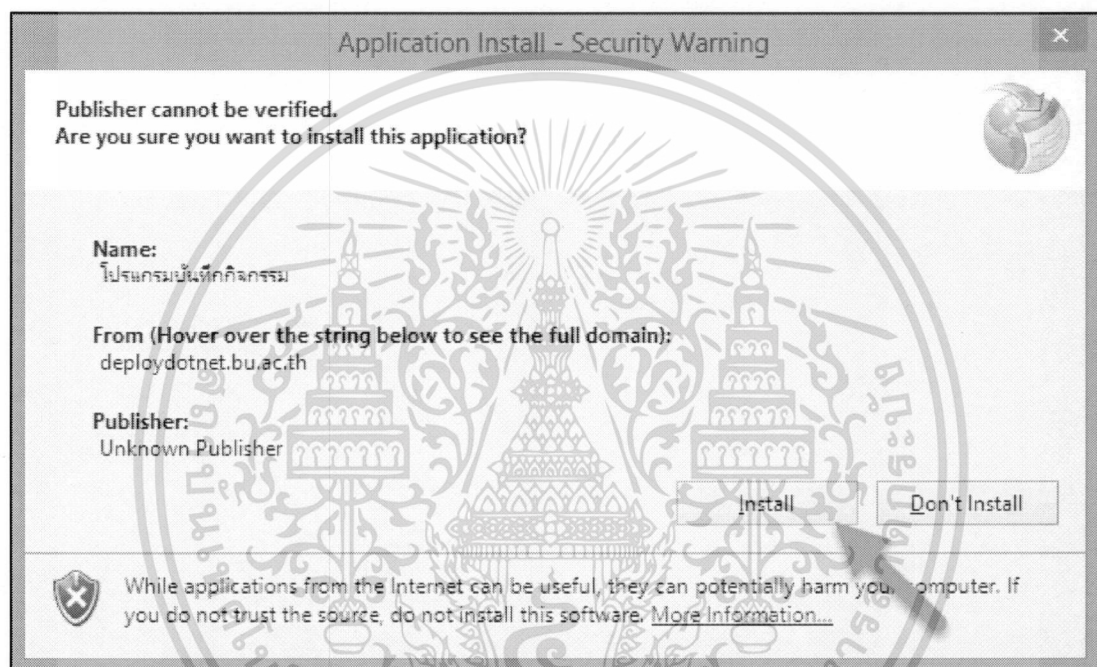 Application Install - Security Warning
Publisher cannot be verified.
Are you sure you want to install this application?
Name:
โปรแกรมบันทึกกิจกรรม
From (Hover over the string below to see the full domain):
deploydotnet.bu.ac.th
Publisher:
Unknown Publisher
Install
Don't Install
While applications from the Internet can be useful, they can potentially harm your computer. If
you do not trust the source, do not install this software. More Information...